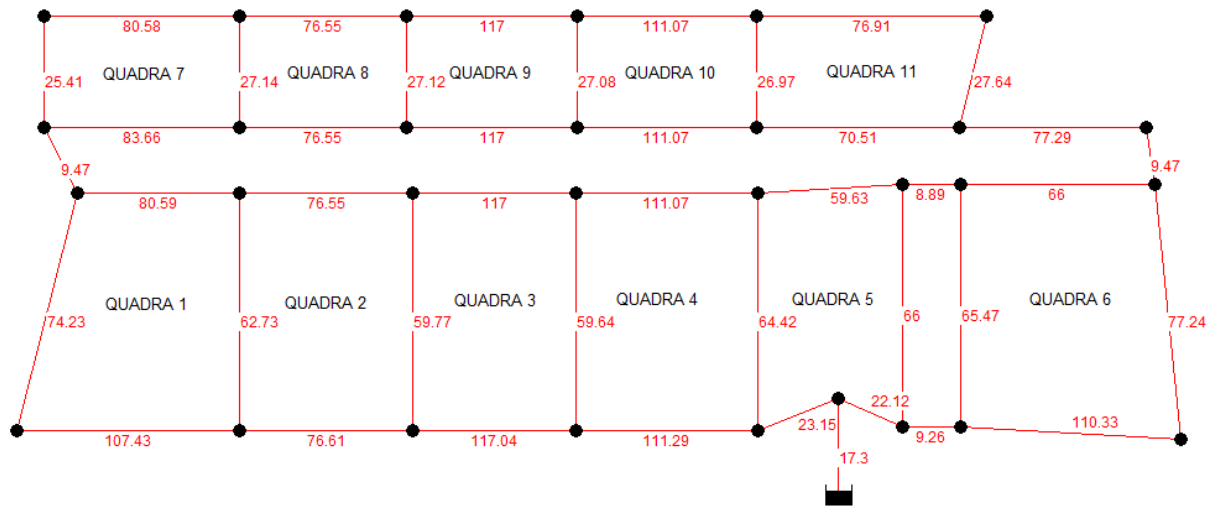 80.58 76.55 117 111.07 76.91
25.41 QUADRA 7 27.14 QUADRA 8 27.12 QUADRA 9 27.08 QUADRA 10 26.97 QUADRA 11 27.64
83.66 76.55 117 111.07 70.51 77.29
9.47 9.47
80.59 76.55 117 111.07 59.63 8.89 66
QUADRA 1 QUADRA 2 QUADRA 3 QUADRA 4 QUADRA 5 QUADRA 6
74.23 62.73 59.77 59.64 64.42 66 65.47 77.24
107.43 76.61 117.04 111.29 23.15 22.12 9.26 110.33
17.3